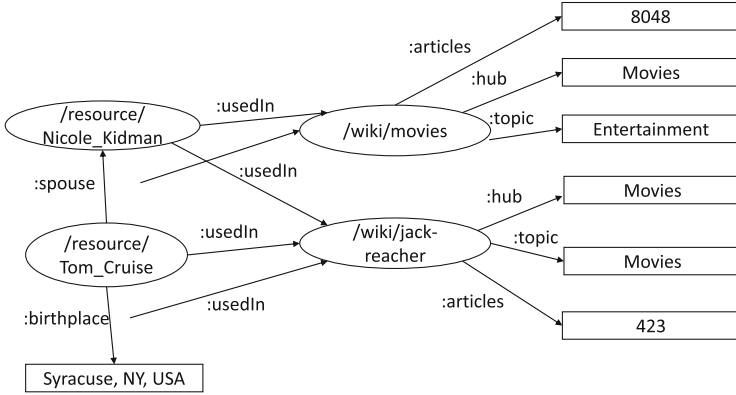 8048
:articles
:hub
Movies
/resource/
Nicole_Kidman
:usedIn
/wiki/movies
:topic
Entertainment
:spouse
:usedIn
:hub
Movies
/resource/
Tom_Cruise
:usedIn
/wiki/jack-
reacher
:topic
Movies
:birthplace
:usedIn
:articles
423
Syracuse, NY, USA